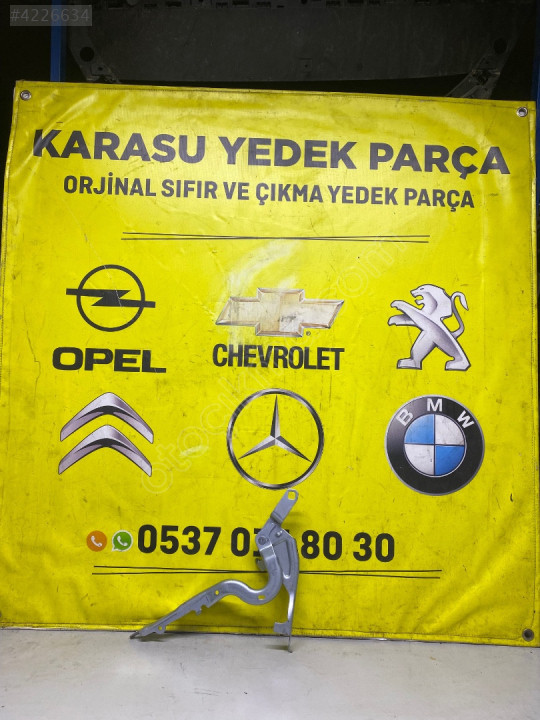 #4226634
KARASU YEDEK PARÇA
ORJİNAL SIFIR VE ÇIKMA YEDEK PARÇA
OPEL
CHEVROLET
BMW
0537 80 30